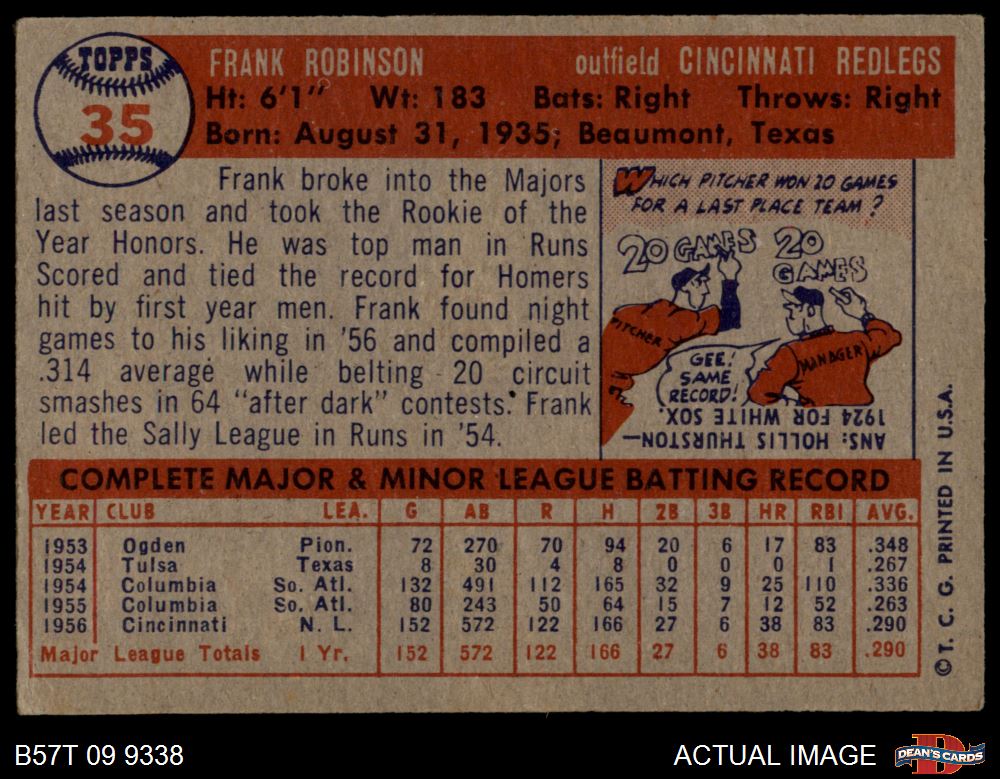 TOPPS
35
FRANK ROBINSON outfield CINCINNATI REDLEGS
Ht: 6'1" Wt: 183 Bats: Right Throws: Right
Born: August 31, 1935; Beaumont, Texas
Frank broke into the Majors
last season and took the Rookie of the
Year Honors. He was top man in Runs
Scored and tied the record for Homers
hit by first year men. Frank found night
games to his liking in '56 and compiled a
.314 average while belting 20 circuit
smashes in 64 "after dark" contests. Frank
led the Sally League in Runs in '54.
WHICH PITCHER WON 20 GAMES
FOR A LAST PLACE TEAM?
20 GAMES
20
GAMES
PITCHER
MANAGER
GEE!
SAME
RECORD!
ANS: HOLLIS THURSTON—
1924 FOR WHITE SOX.
COMPLETE MAJOR & MINOR LEAGUE BATTING RECORD
YEAR CLUB LEA. G AB R H 2B 3B HR RBI AVG.
1953 Ogden Pion. 72 270 70 94 20 6 17 83 .348
1954 Tulsa Texas 8 30 4 8 0 0 0 1 .267
1954 Columbia So. Atl. 132 491 112 165 32 9 25 110 .336
1955 Columbia So. Atl. 80 243 50 64 15 7 12 52 .263
1956 Cincinnati N. L. 152 572 122 166 27 6 38 83 .290
Major League Totals 1 Yr. 152 572 122 166 27 6 38 83 .290
© T. C. G. PRINTED IN U.S.A.
B57T 09 9338
ACTUAL IMAGE
D
DEAN'S CARDS